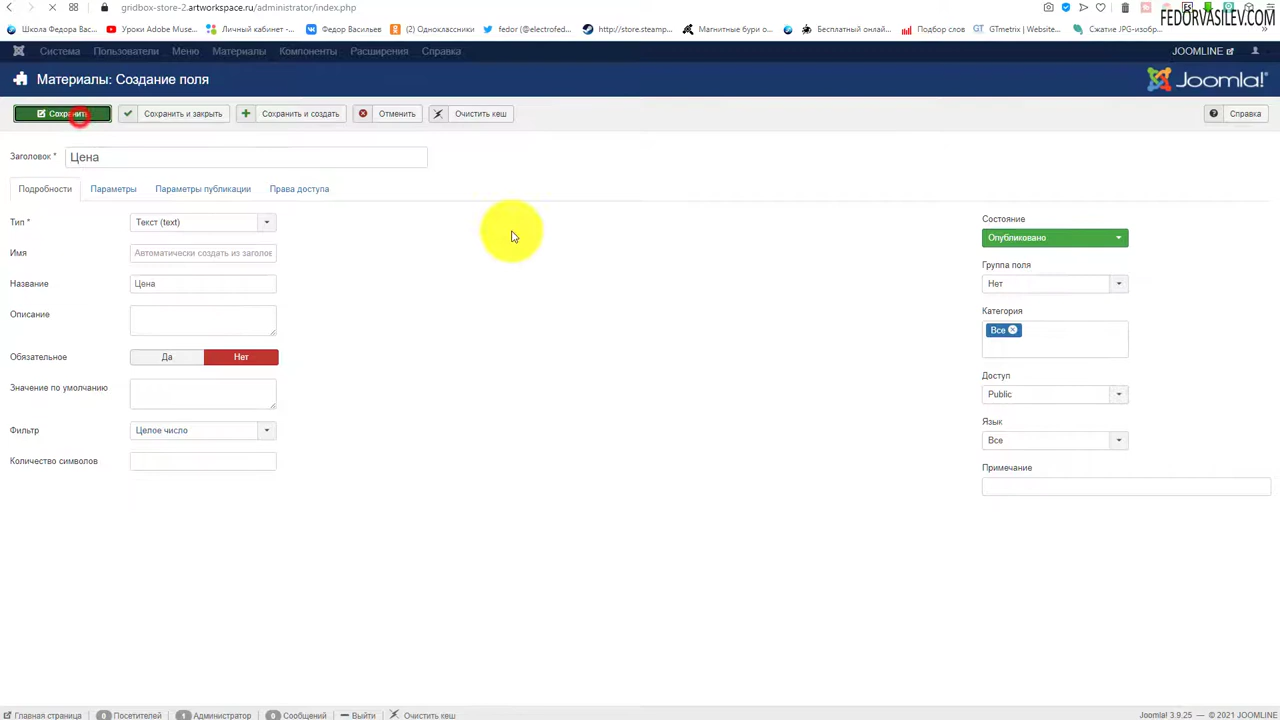 gridbox-store-2.artworkspace.ru/administrator/index.php
FEDORVASILEV.COM
Школа Федора Вас... Уроки Adobe Muse... Личный кабинет -... Федор Васильев (2) Одноклассники fedor (@electrofed... http://store.steamp... Магнитные бури о... Бесплатный онлай... Подбор слов GTmetrix | Website... Сжатие JPG-изобр... »
Система Пользователи Меню Материалы Компоненты Расширения Справка JOOMLINE
Материалы: Создание поля Joomla!®
Сохранить Сохранить и закрыть Сохранить и создать Отменить Очистить кеш Справка
Заголовок * Цена
Подробности Параметры Параметры публикации Права доступа
Тип * Текст (text)
Имя Автоматически создать из заголов
Название Цена
Описание
Обязательное Да Нет
Значение по умолчанию
Фильтр Целое число
Количество символов
Состояние
Опубликовано
Группа поля
Нет
Категория
Все
Доступ
Public
Язык
Все
Примечание
Главная страница 0 Посетителей 1 Администратор 0 Сообщений Выйти Очистить кеш Joomla! 3.9.25 — © 2021 JOOMLINE